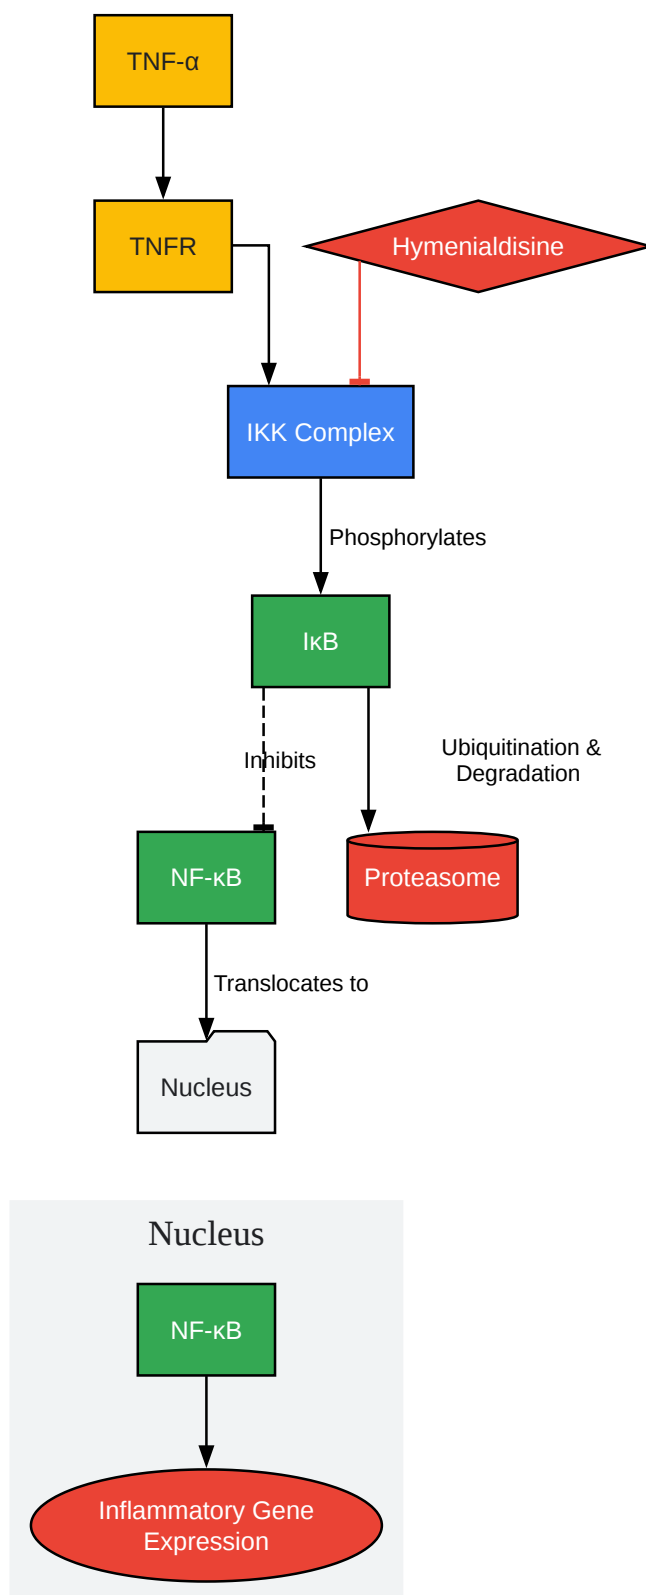 TNF-α
TNFR
Hymenialdisine
IKK Complex
Phosphorylates
IκB
Inhibits
Ubiquitination &
Degradation
NF-κB
Proteasome
Translocates to
Nucleus
Nucleus
NF-κB
Inflammatory Gene
Expression